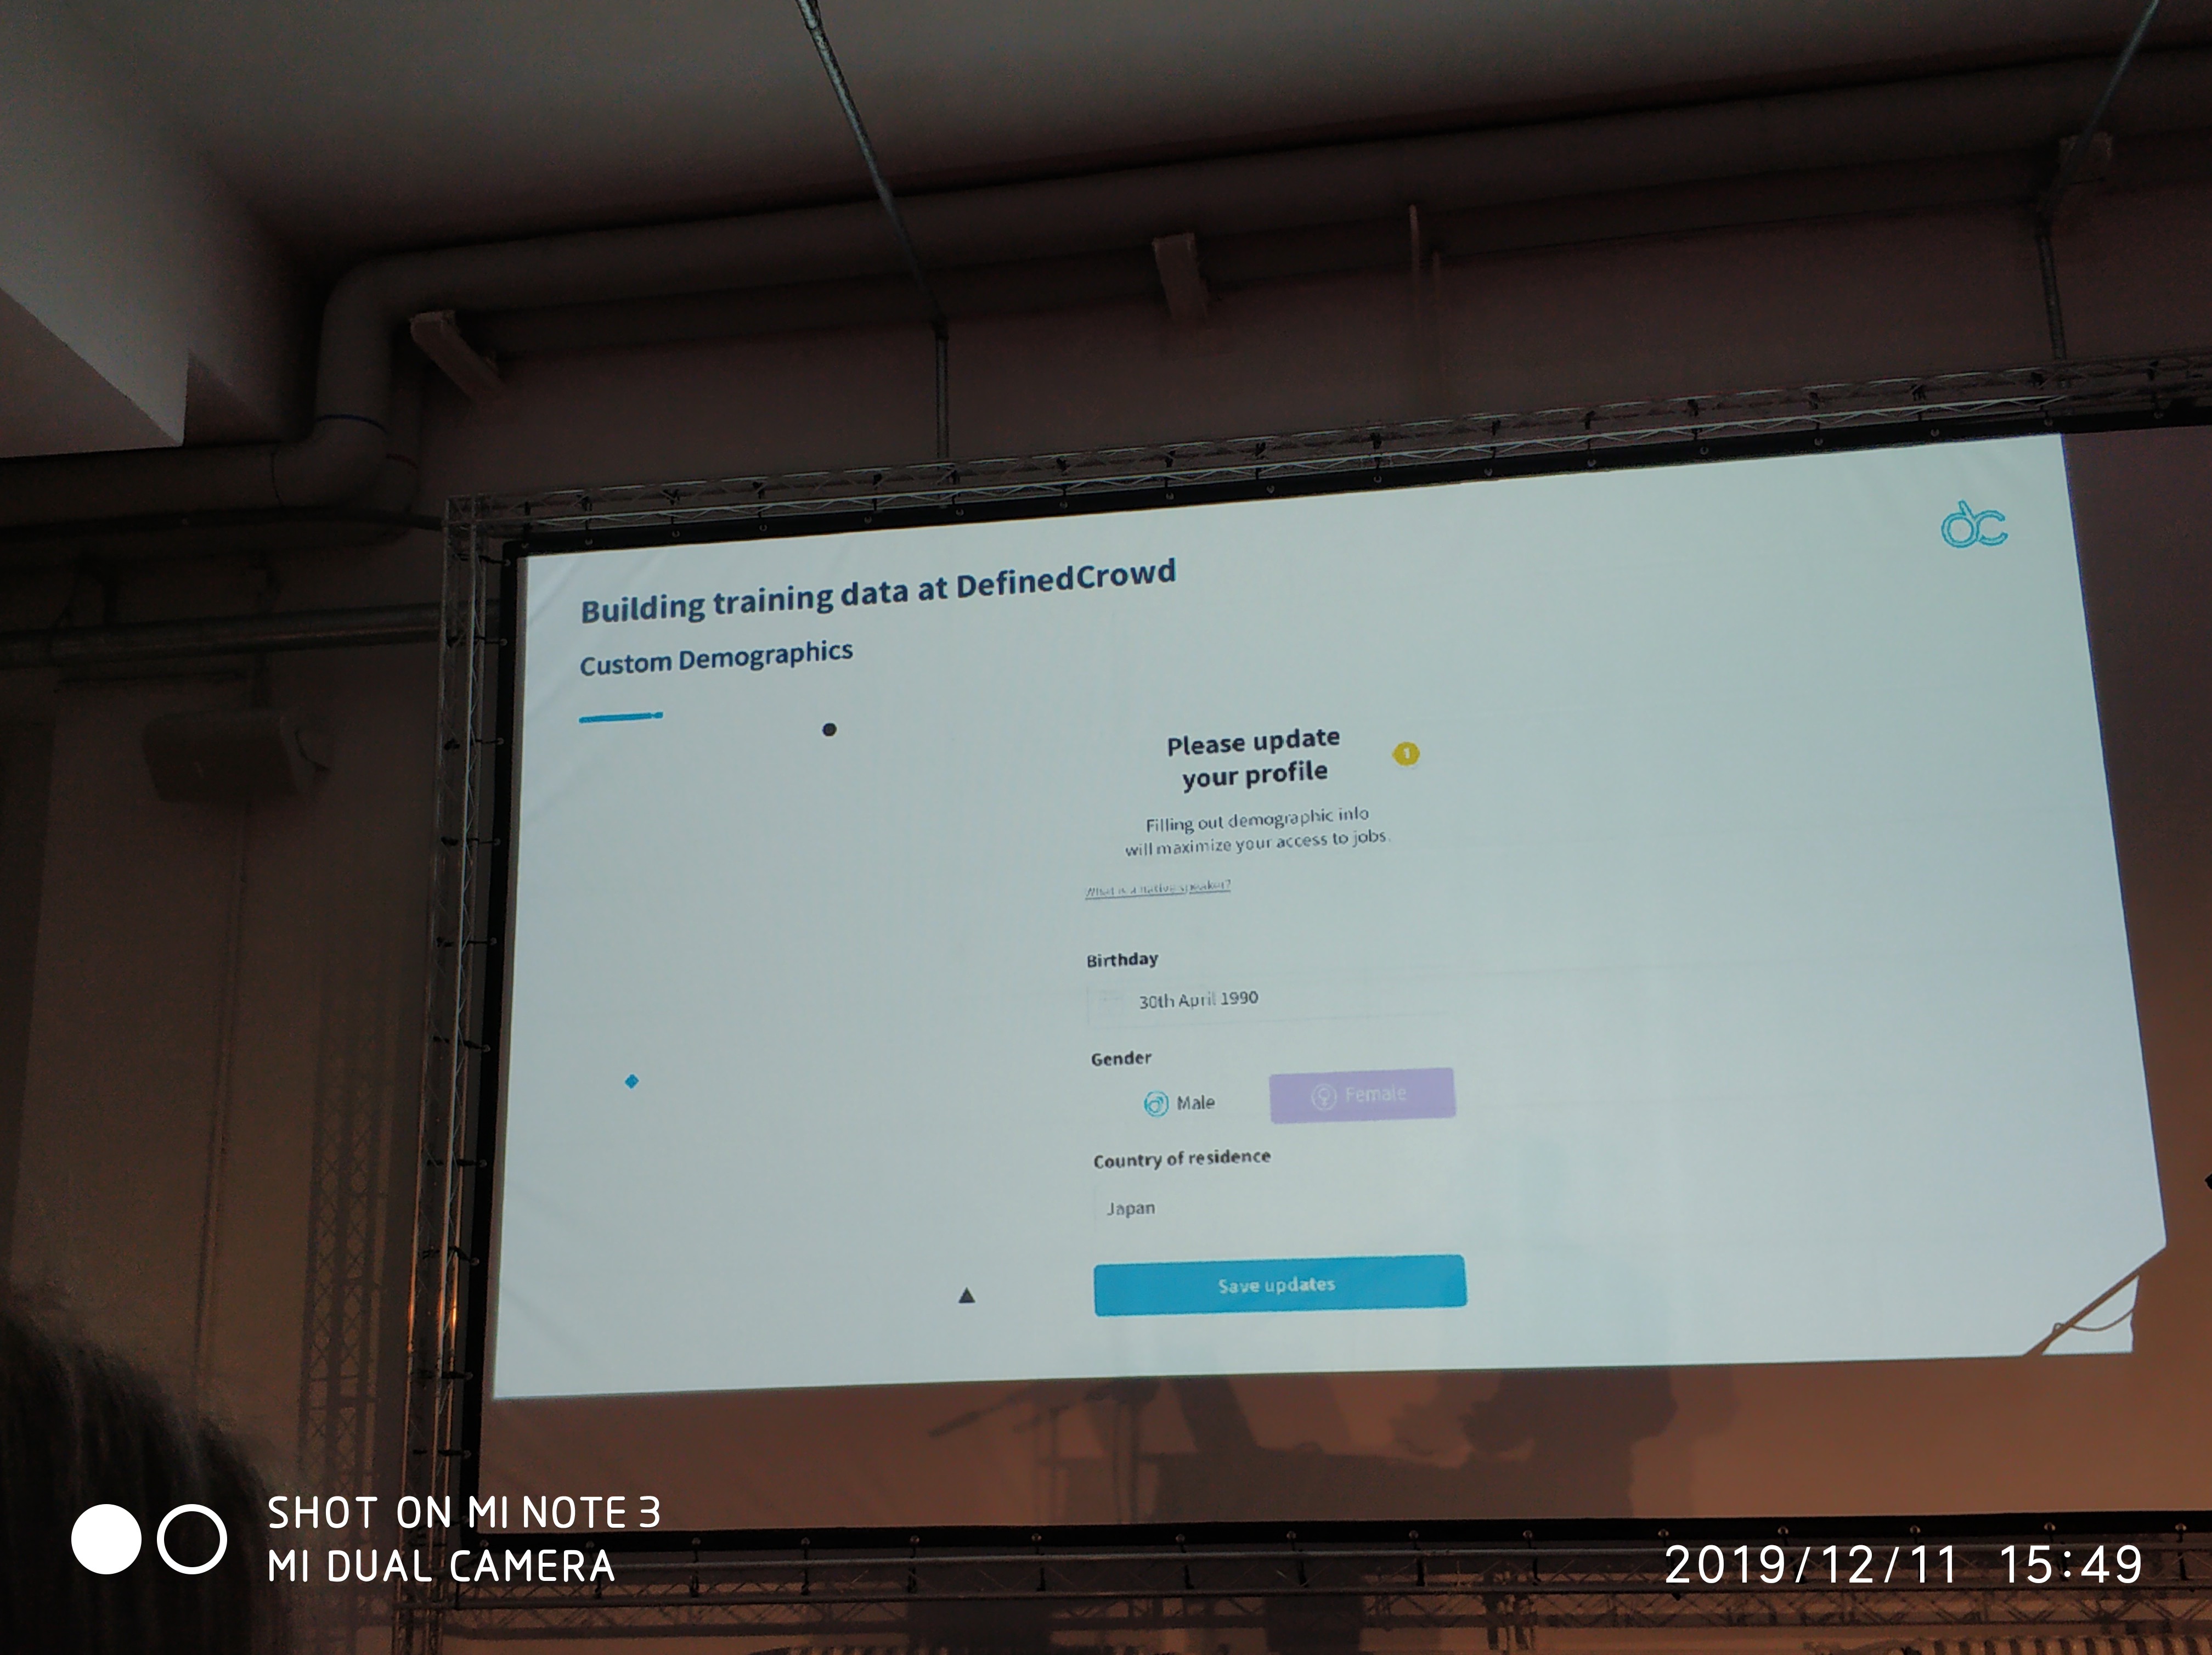 dc
Building training data at DefinedCrowd
Custom Demographics
Please update
your profile
1
Filling out demographic info
will maximize your access to jobs.
What is a native speaker?
Birthday
30th April 1990
Gender
Male
Female
Country of residence
Japan
Save updates
SHOT ON MI NOTE 3
MI DUAL CAMERA
2019/12/11 15:49